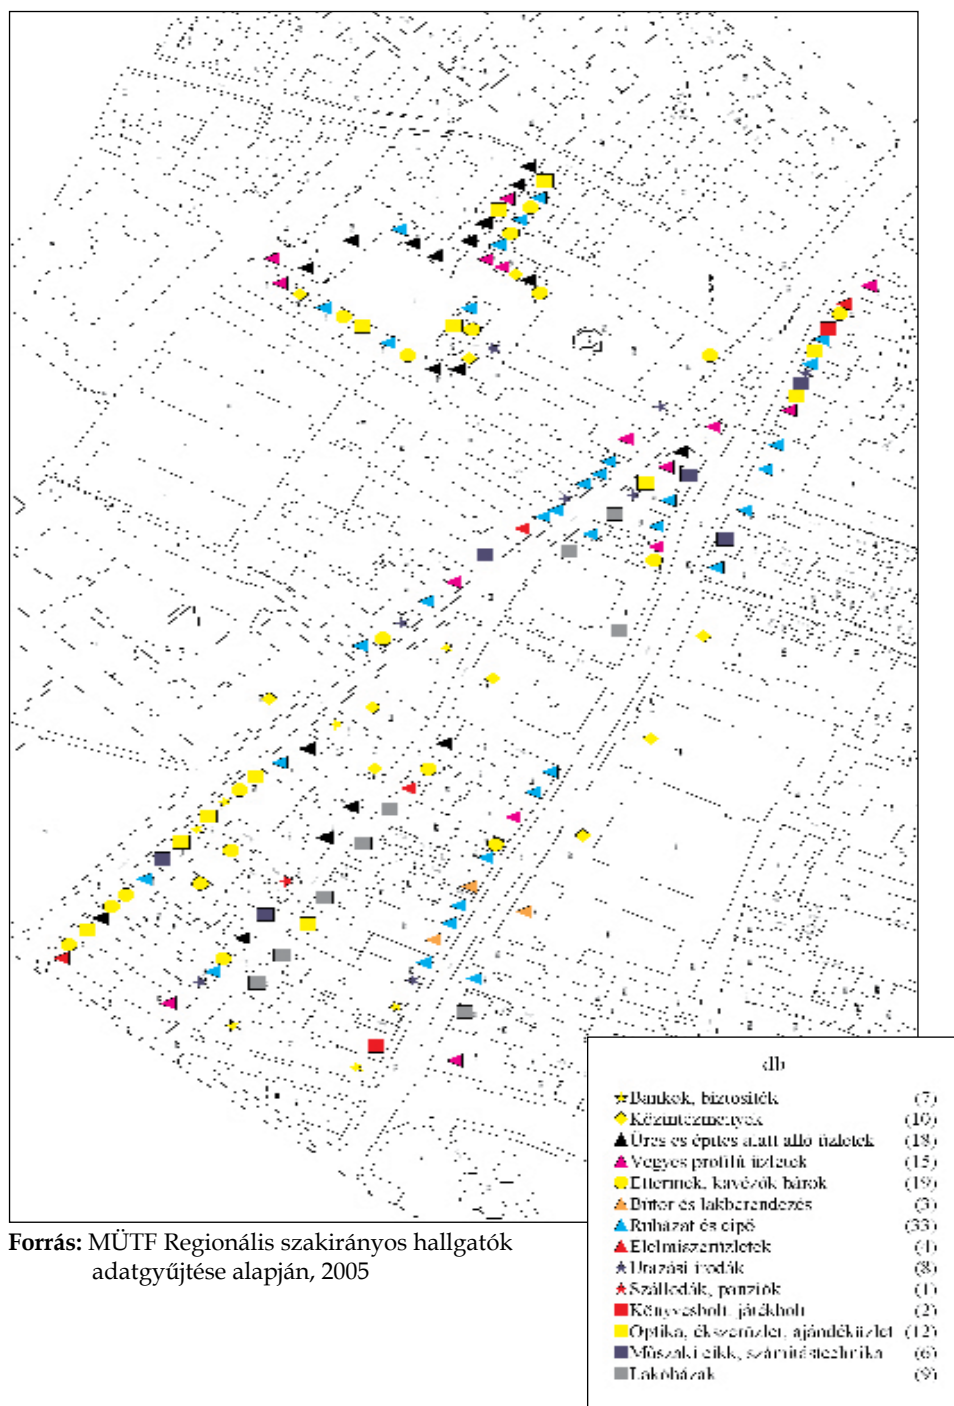 db
Bankok, biztosítók (7)
Közintézmények (10)
Üres és építés alatt álló üzletek (18)
Vegyes profilú üzletek (15)
Éttermek, kávézók bárok (19)
Bútor és lakberendezés (3)
Ruházat és cipő (33)
Élelmiszerüzletek (4)
Utazási irodák (8)
Szállodák, panziók (1)
Könyvesbolt, játékbolt (2)
Optika, ékszerüzlet, ajándéküzlet (12)
Műszaki cikk, számítástechnika (6)
Lakóházak (9)
Forrás: MÜTF Regionális szakirányos hallgatók
adatgyűjtése alapján, 2005